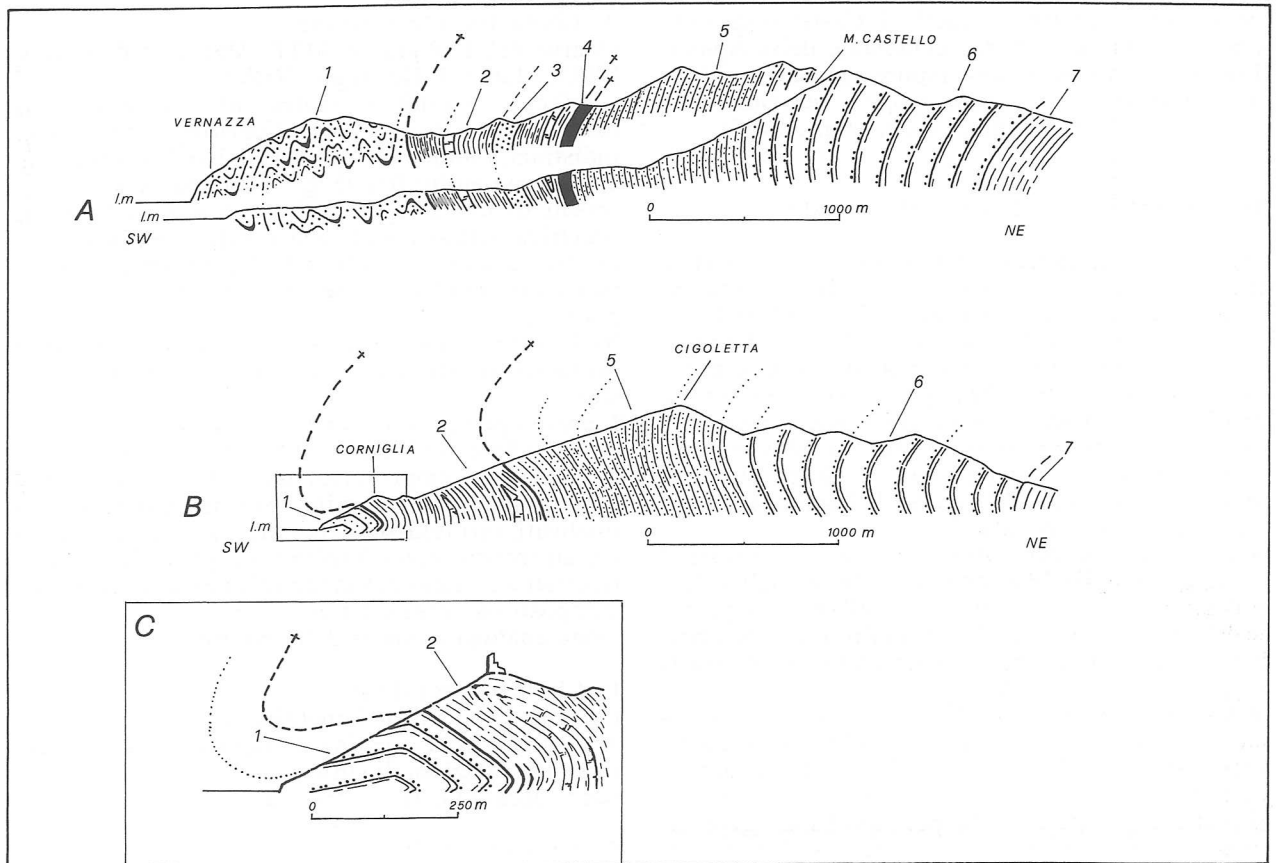 A
1
VERNAZZA
2
3
4
5
M. CASTELLO
6
7
l.m
l.m
SW
0 1000 m
NE
B
1
CORNIGLIA
2
5
CIGOLETTA
6
7
l.m
SW
0 1000 m
NE
C
1
2
0 250 m